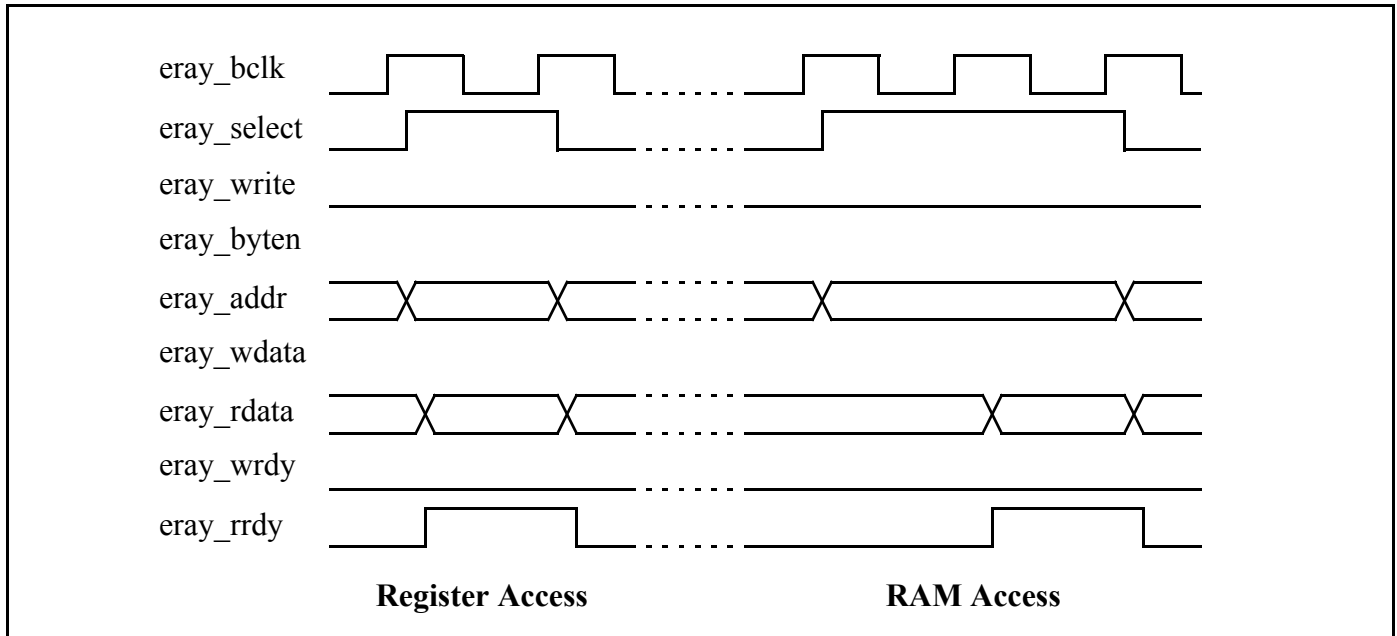 eray_bclk
eray_select
eray_write
eray_byten
eray_addr
eray_wdata
eray_rdata
eray_wrdy
eray_rrdy
Register Access
RAM Access